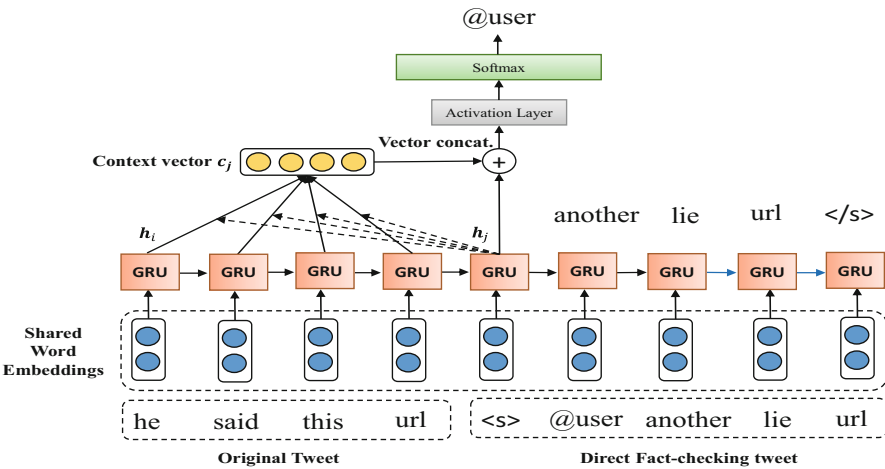 @user
Softmax
Activation Layer
Vector concat.
Context vector c_j
+
another lie url </s>
h_i h_j
GRU GRU GRU GRU GRU GRU GRU GRU GRU
Shared
Word
Embeddings
he said this url <s> @user another lie url
Original Tweet Direct Fact-checking tweet